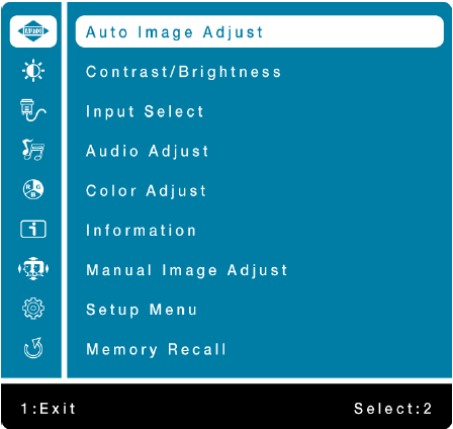 Auto Image Adjust
Contrast/Brightness
Input Select
Audio Adjust
Color Adjust
Information
Manual Image Adjust
Setup Menu
Memory Recall
1:Exit Select:2